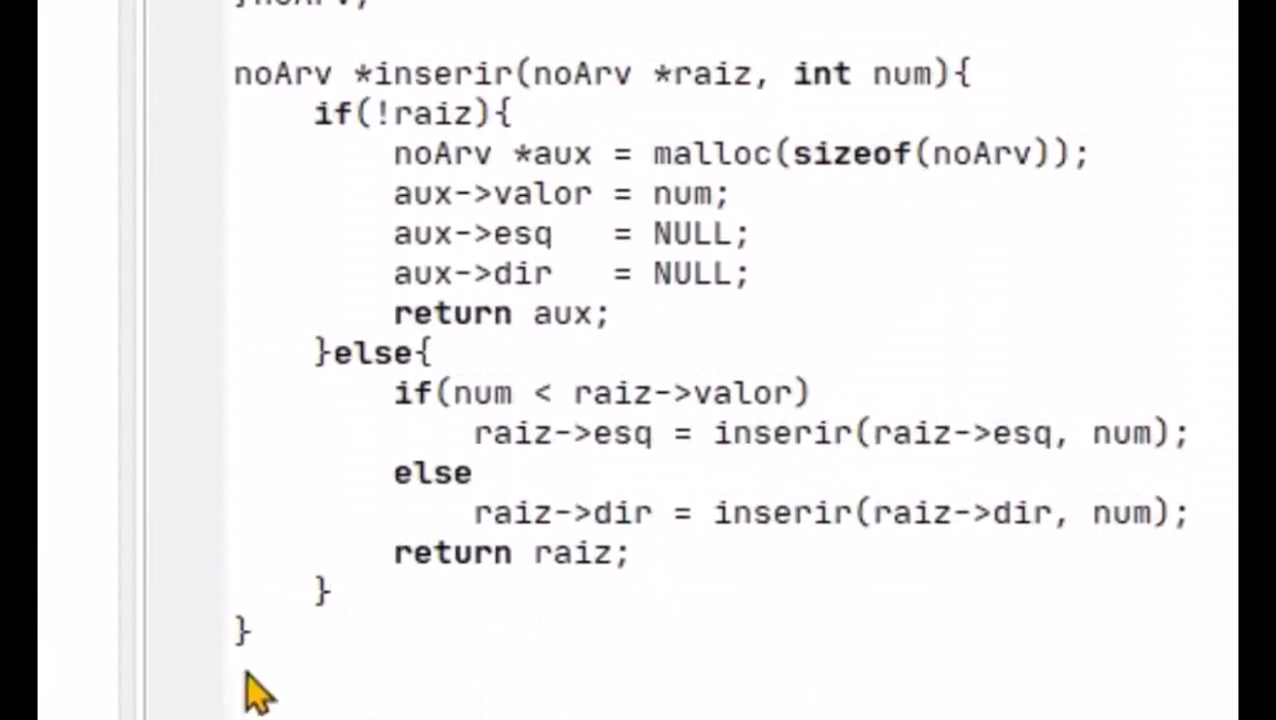 }noArv;
noArv *inserir(noArv *raiz, int num){
    if(!raiz){
        noArv *aux = malloc(sizeof(noArv));
        aux->valor = num;
        aux->esq   = NULL;
        aux->dir   = NULL;
        return aux;
    }else{
        if(num < raiz->valor)
            raiz->esq = inserir(raiz->esq, num);
        else
            raiz->dir = inserir(raiz->dir, num);
        return raiz;
    }
}